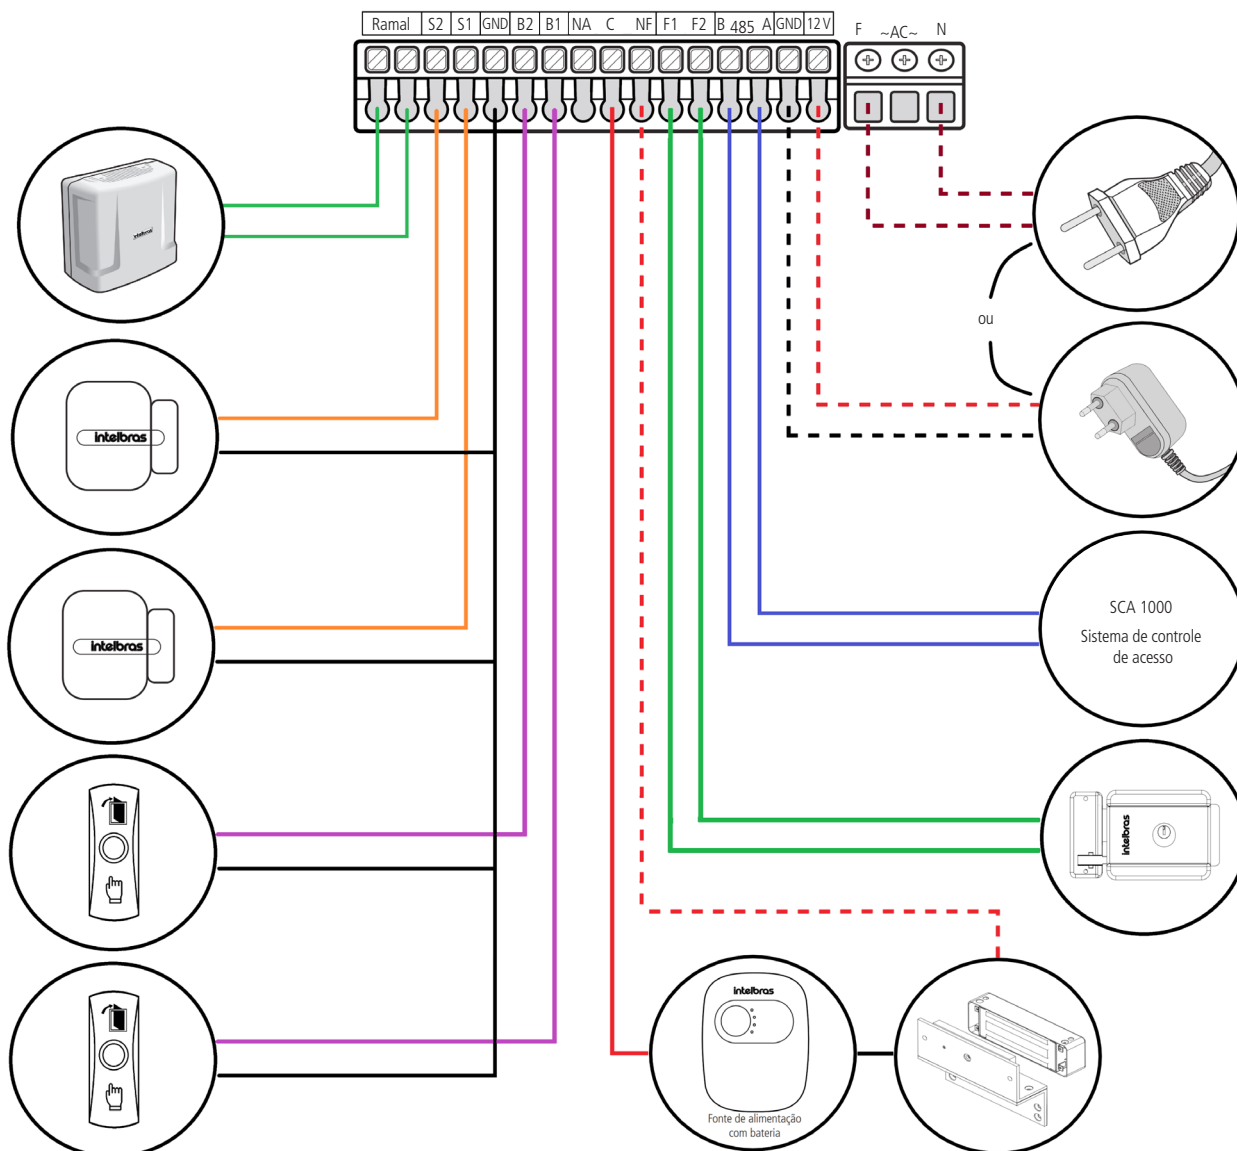 Ramal S2 S1 GND B2 B1 NA C NF F1 F2 B 485 A GND 12 V
F ~AC~ N
intelbras
ou
intelbras
SCA 1000
Sistema de controle
de acesso
intelbras
intelbras
intelbras
Fonte de alimentação
com bateria